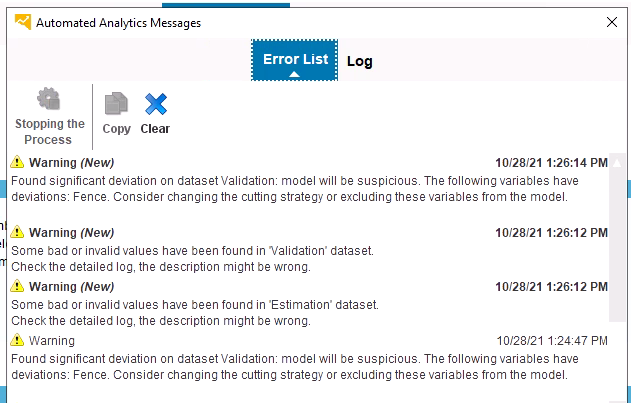 Automated Analytics Messages
Error List Log
Stopping the
Process
Copy Clear
Warning (New) 10/28/21 1:26:14 PM
Found significant deviation on dataset Validation: model will be suspicious. The following variables have
deviations: Fence. Consider changing the cutting strategy or excluding these variables from the model.
Warning (New) 10/28/21 1:26:12 PM
Some bad or invalid values have been found in 'Validation' dataset.
Check the detailed log, the description might be wrong.
Warning (New) 10/28/21 1:26:12 PM
Some bad or invalid values have been found in 'Estimation' dataset.
Check the detailed log, the description might be wrong.
Warning 10/28/21 1:24:47 PM
Found significant deviation on dataset Validation: model will be suspicious. The following variables have
deviations: Fence. Consider changing the cutting strategy or excluding these variables from the model.